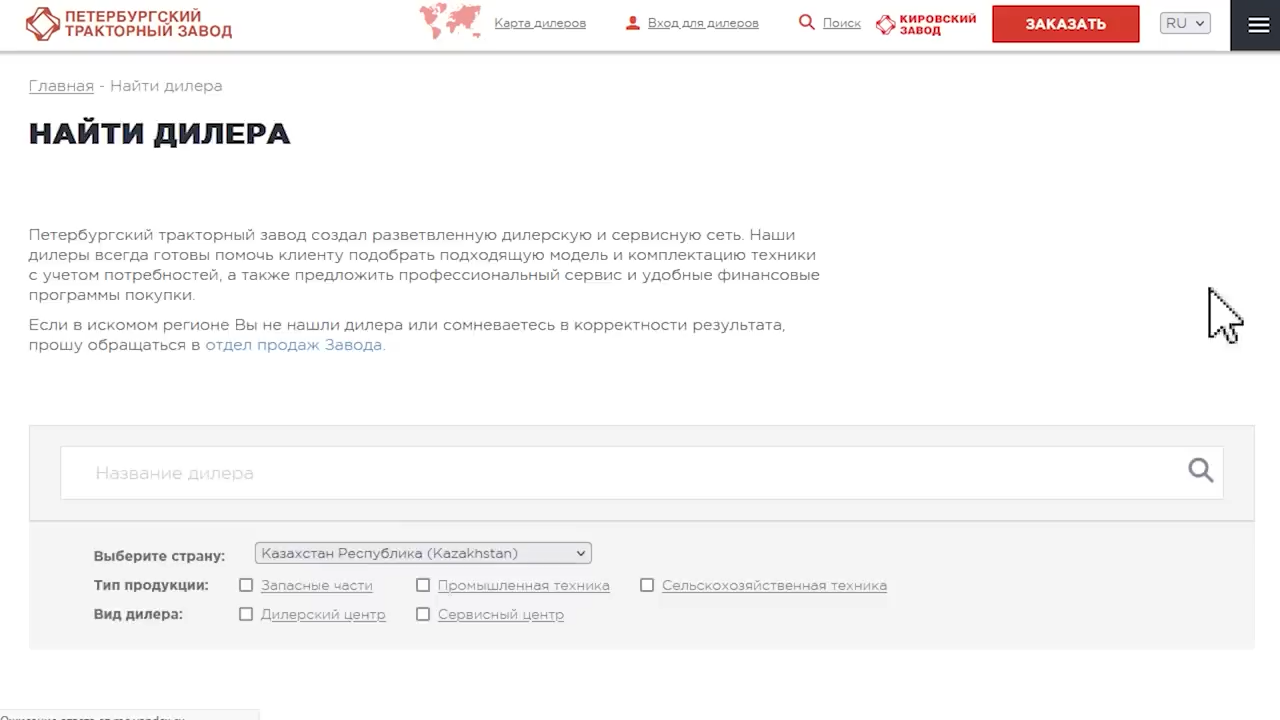 ПЕТЕРБУРГСКИЙ
ТРАКТОРНЫЙ ЗАВОД
Карта дилеров
Вход для дилеров
Поиск
КИРОВСКИЙ
ЗАВОД
ЗАКАЗАТЬ
RU
Главная - Найти дилера
НАЙТИ ДИЛЕРА
Петербургский тракторный завод создал разветвленную дилерскую и сервисную сеть. Наши
дилеры всегда готовы помочь клиенту подобрать подходящую модель и комплектацию техники
с учетом потребностей, а также предложить профессиональный сервис и удобные финансовые
программы покупки.
Если в искомом регионе Вы не нашли дилера или сомневаетесь в корректности результата,
прошу обращаться в отдел продаж Завода.
Название дилера
Выберите страну: Казахстан Республика (Kazakhstan)
Тип продукции: Запасные части Промышленная техника Сельскохозяйственная техника
Вид дилера: Дилерский центр Сервисный центр